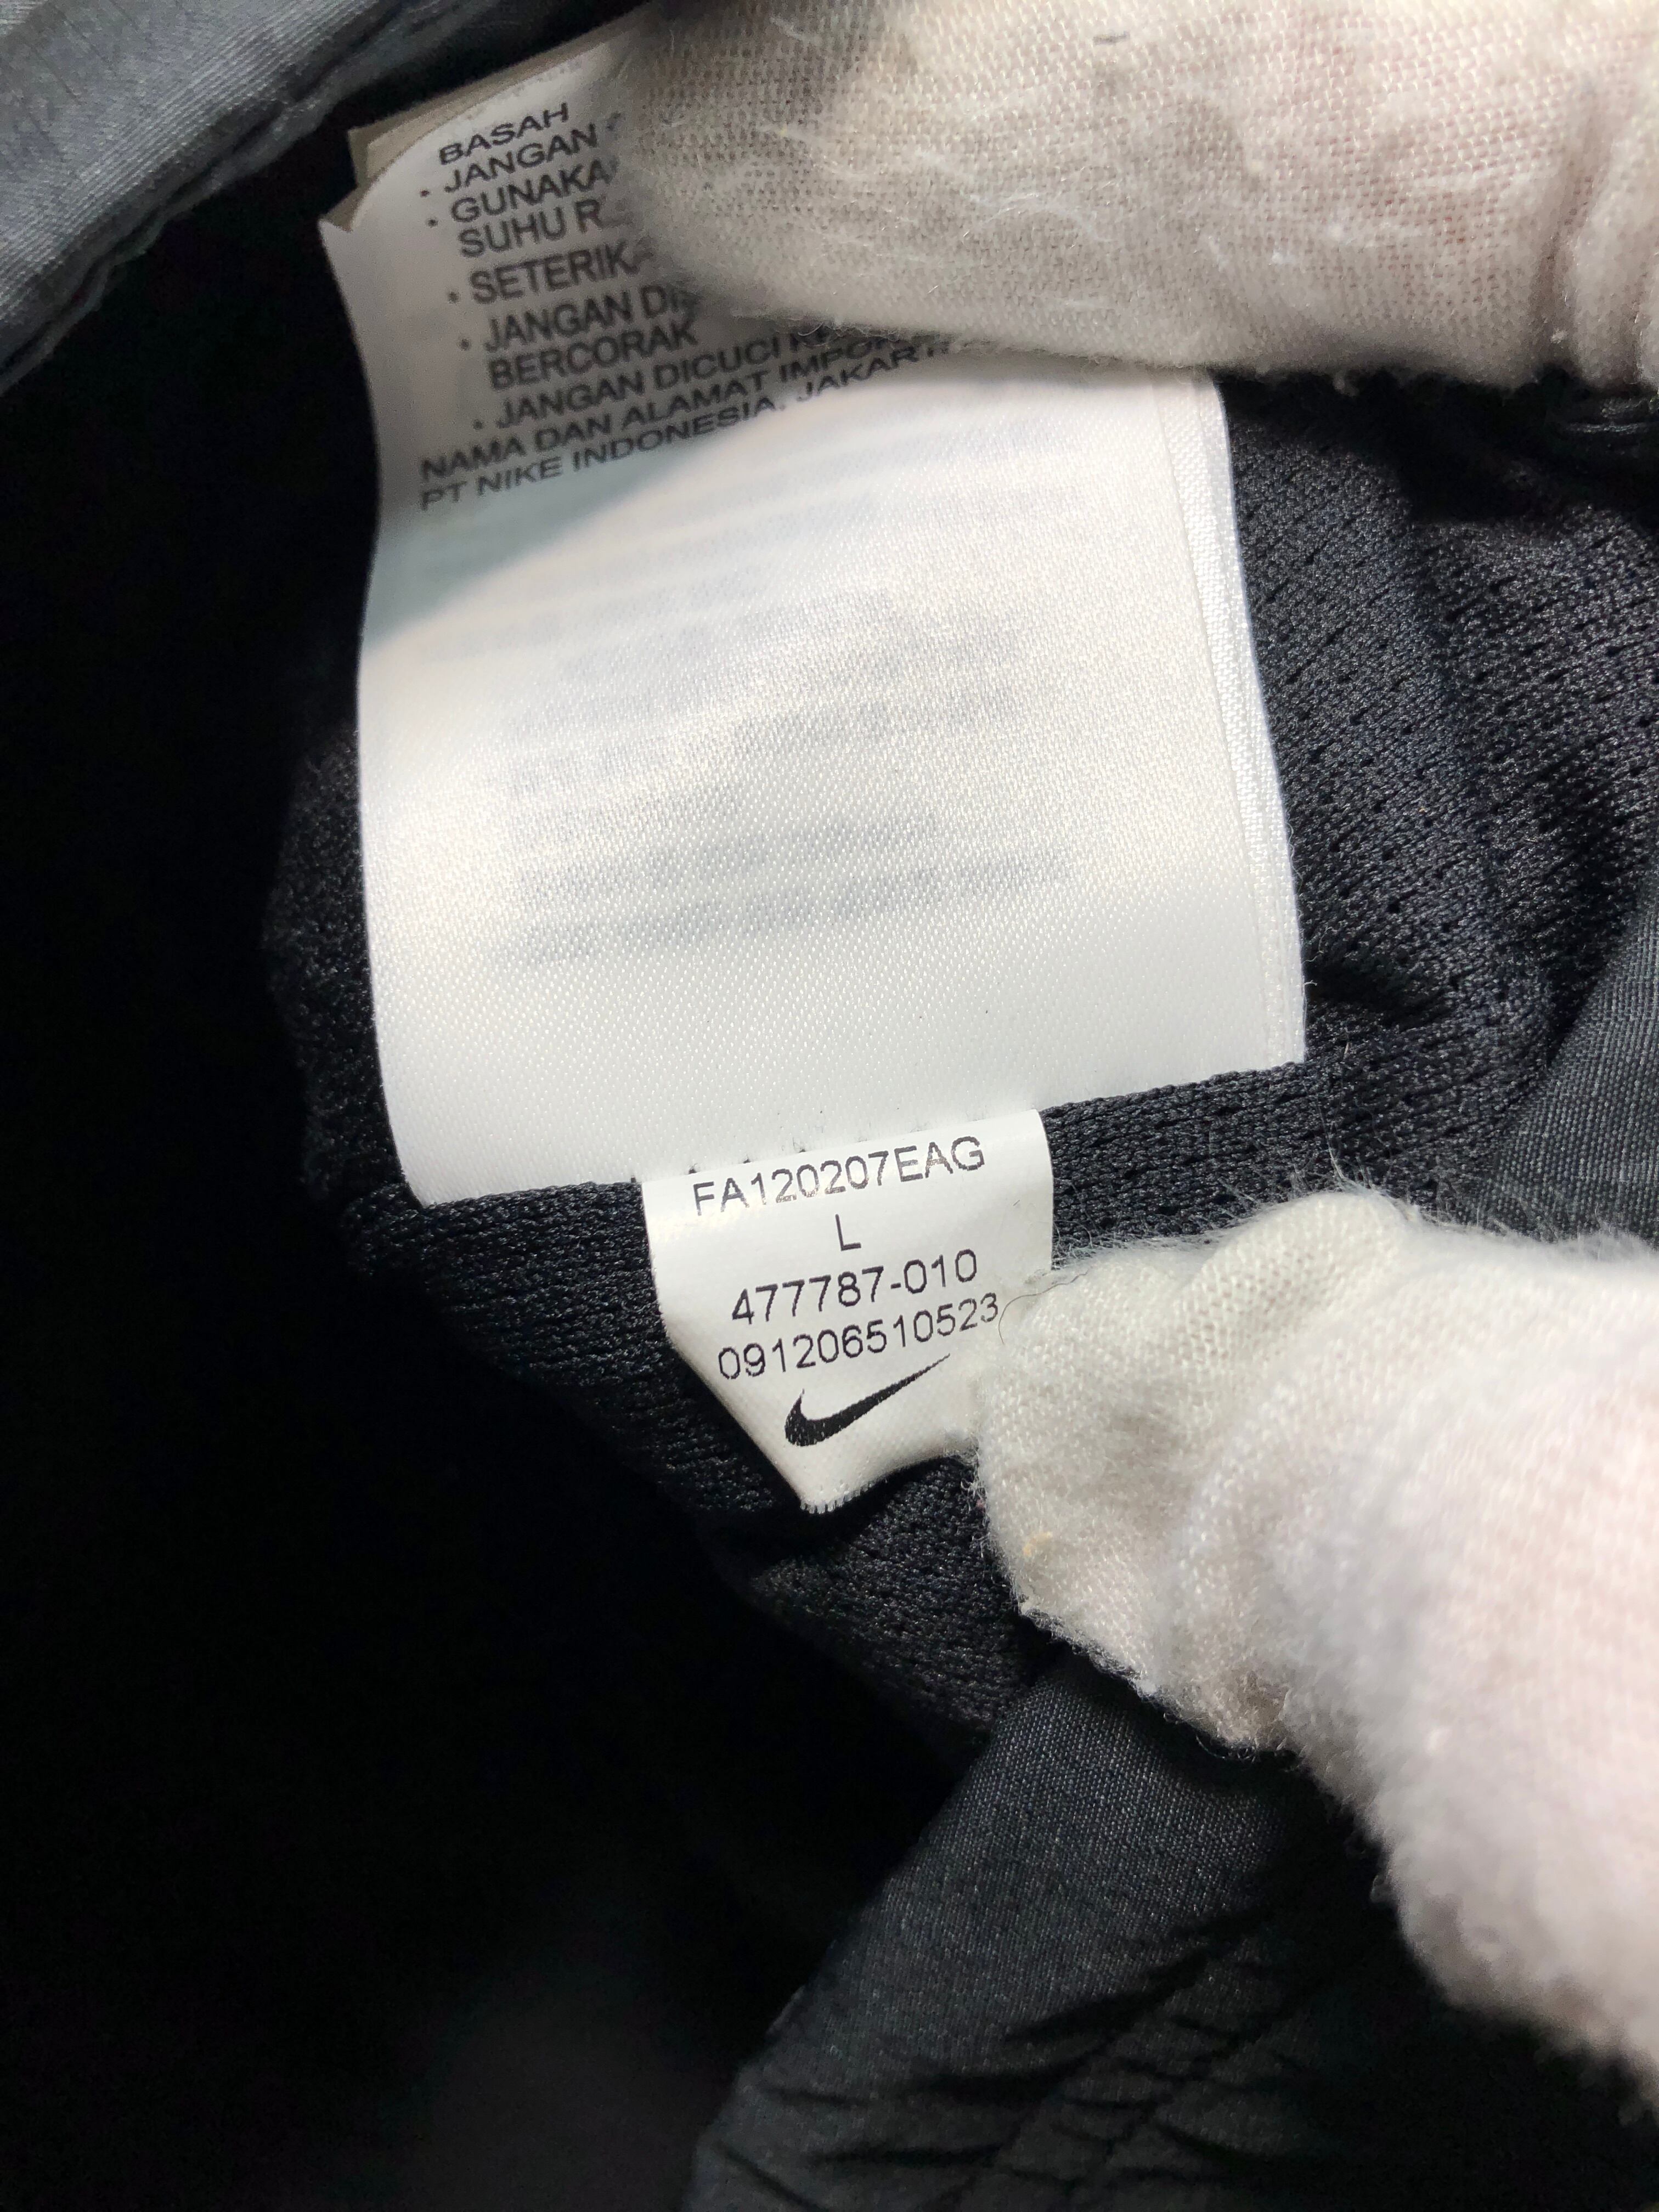 BASAH
• JANGAN
• GUNAKA
SUHU R
• SETERIKA
• JANGAN DI
BERCORAK
• JANGAN DICUCI
NAMA DAN ALAMAT IMPOR
PT NIKE INDONESIA, JAKART
FA120207EAG
L
477787-010
091206510523